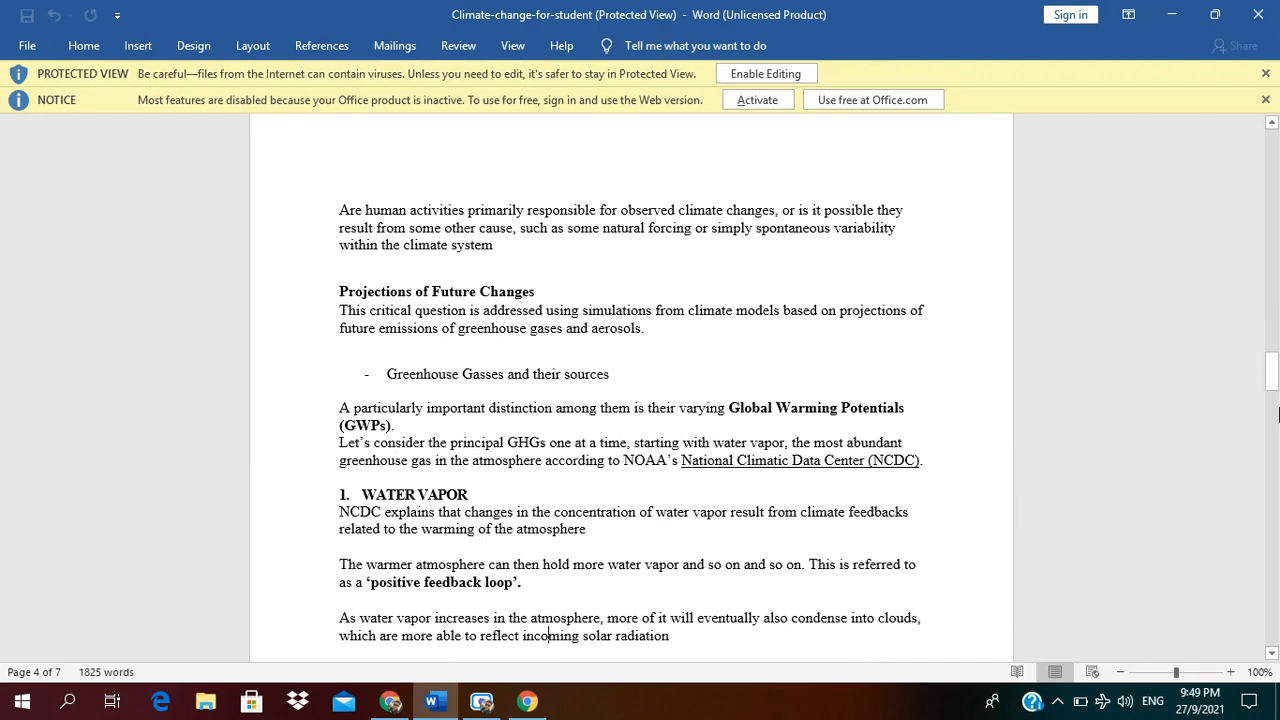 Climate-change-for-student (Protected View) - Word (Unlicensed Product)
Sign in
File Home Insert Design Layout References Mailings Review View Help Tell me what you want to do Share
PROTECTED VIEW Be careful—files from the Internet can contain viruses. Unless you need to edit, it's safer to stay in Protected View. Enable Editing
NOTICE Most features are disabled because your Office product is inactive. To use for free, sign in and use the Web version. Activate Use free at Office.com
Are human activities primarily responsible for observed climate changes, or is it possible they
result from some other cause, such as some natural forcing or simply spontaneous variability
within the climate system
Projections of Future Changes
This critical question is addressed using simulations from climate models based on projections of
future emissions of greenhouse gases and aerosols.
- Greenhouse Gasses and their sources
A particularly important distinction among them is their varying Global Warming Potentials
(GWPs).
Let's consider the principal GHGs one at a time, starting with water vapor, the most abundant
greenhouse gas in the atmosphere according to NOAA's National Climatic Data Center (NCDC).
1. WATER VAPOR
NCDC explains that changes in the concentration of water vapor result from climate feedbacks
related to the warming of the atmosphere
The warmer atmosphere can then hold more water vapor and so on and so on. This is referred to
as a ‘positive feedback loop’.
As water vapor increases in the atmosphere, more of it will eventually also condense into clouds,
which are more able to reflect incoming solar radiation
Page 4 of 7 1825 words 100%
ENG 9:49 PM
27/9/2021